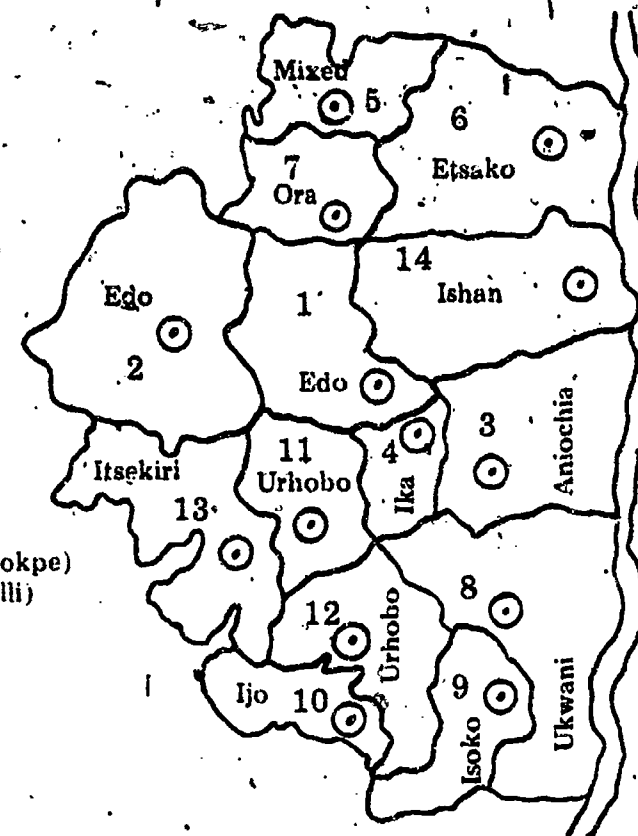 Mixed 5
6
Etsako
7
Ora
14
Ishan
Edo
2
1
Edo
3
Aniochia
4
Ika
11
Urhobo
Itsekiri
13
okpe)
lli)
12
Urhobo
8
Ukwani
9
Isoko
Ijo 10